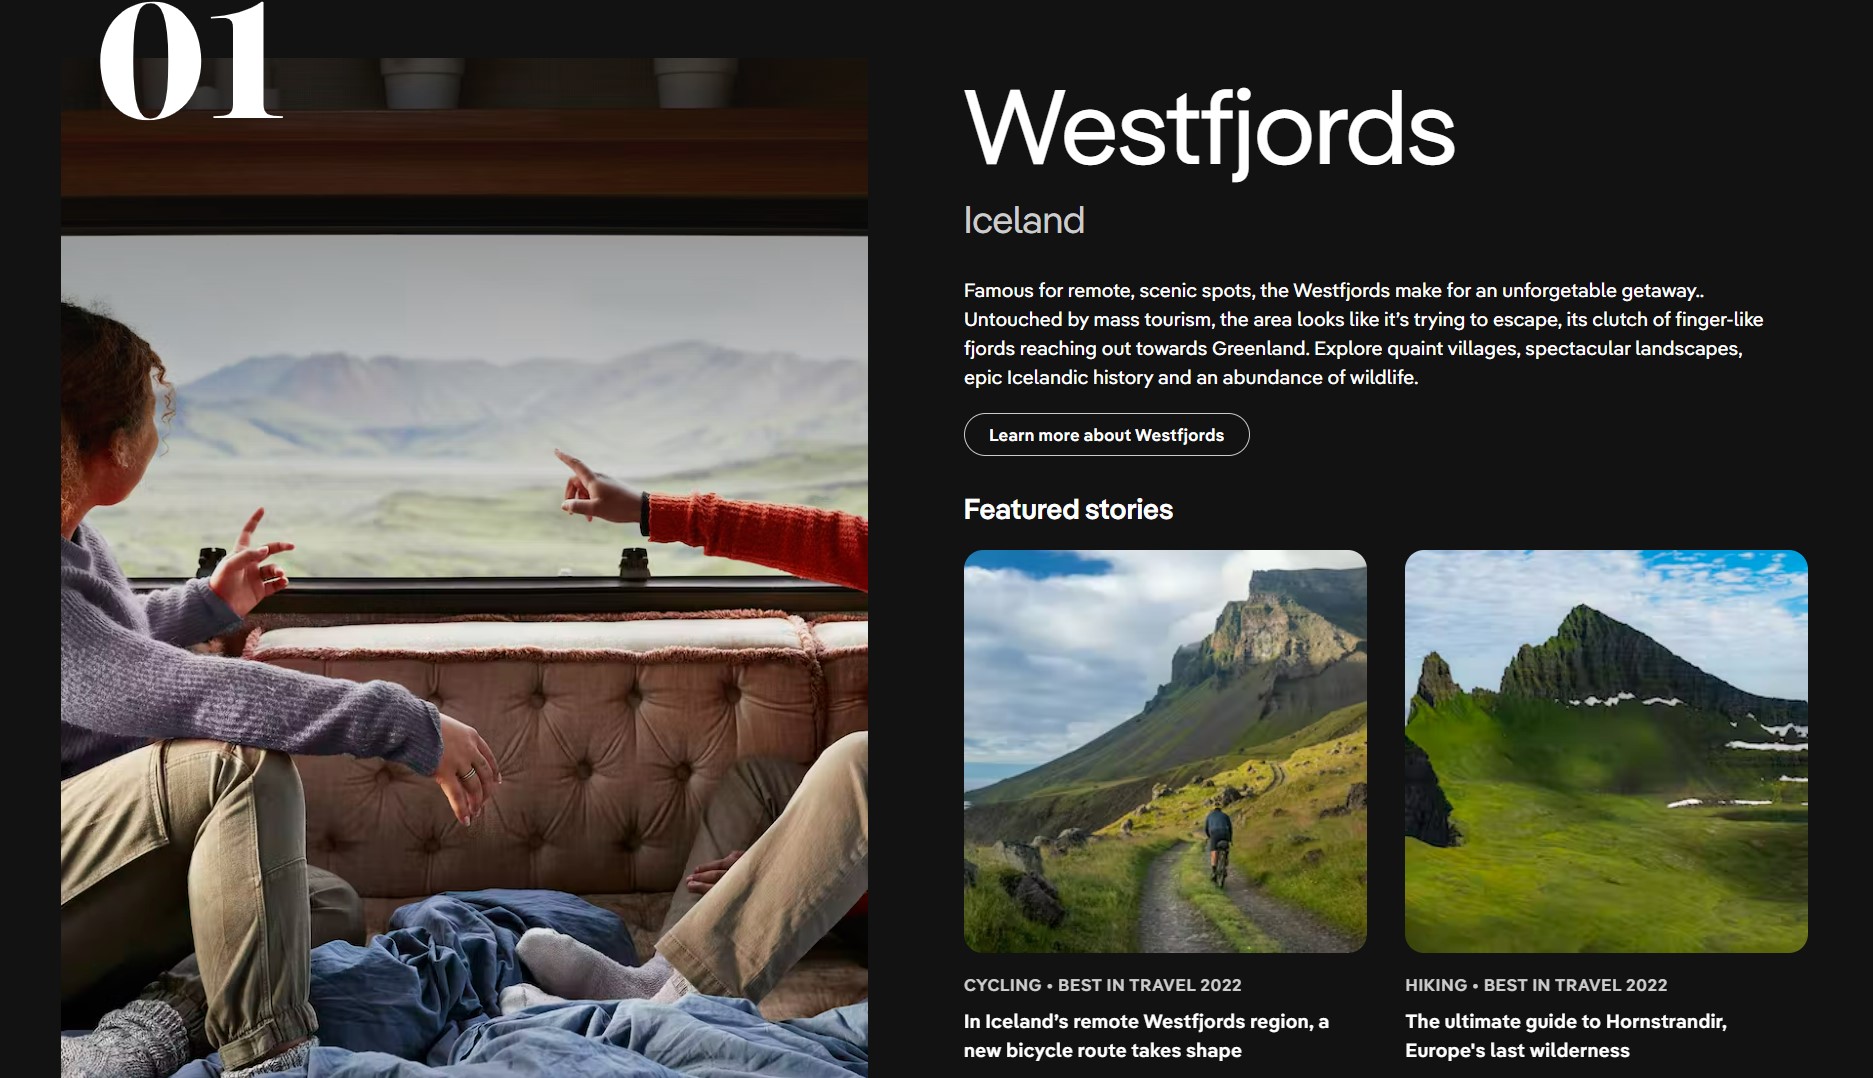 01
Westfjords
Iceland
Famous for remote, scenic spots, the Westfjords make for an unforgetable getaway..
Untouched by mass tourism, the area looks like it’s trying to escape, its clutch of finger-like
fjords reaching out towards Greenland. Explore quaint villages, spectacular landscapes,
epic Icelandic history and an abundance of wildlife.
Learn more about Westfjords
Featured stories
CYCLING • BEST IN TRAVEL 2022
In Iceland’s remote Westfjords region, a
new bicycle route takes shape
HIKING • BEST IN TRAVEL 2022
The ultimate guide to Hornstrandir,
Europe's last wilderness